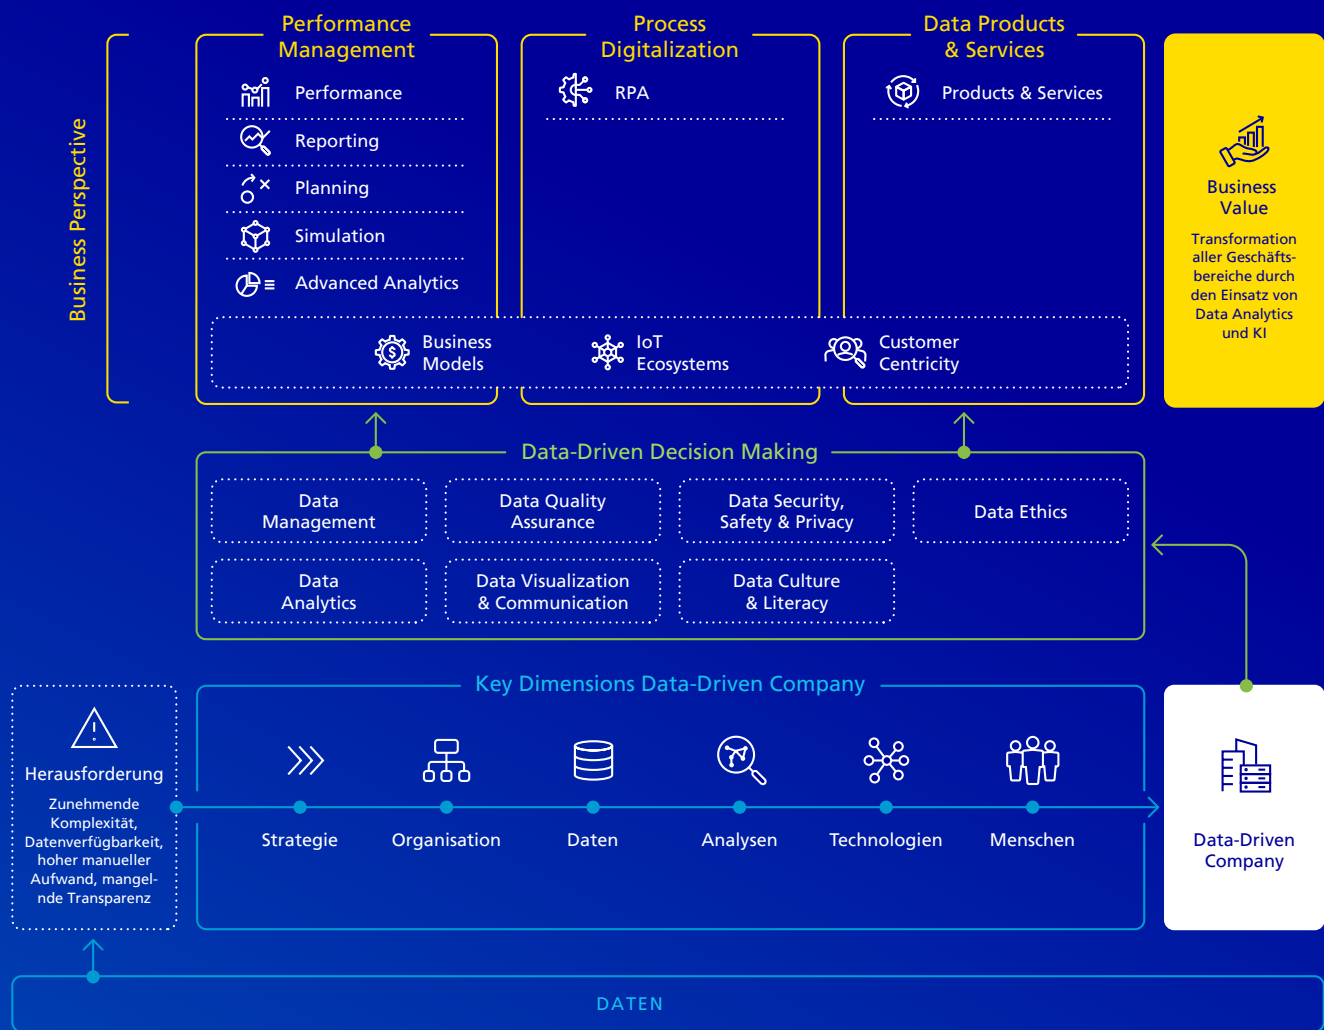 Performance
Management
Process
Digitalization
Data Products
& Services
Business Perspective
Performance
Reporting
Planning
Simulation
Advanced Analytics
RPA
Products & Services
Business
Models
IoT
Ecosystems
Customer
Centricity
Business
Value
Transformation
aller Geschäfts-
bereiche durch
den Einsatz von
Data Analytics
und KI
Data-Driven Decision Making
Data
Management
Data Quality
Assurance
Data Security,
Safety & Privacy
Data Ethics
Data
Analytics
Data Visualization
& Communication
Data Culture
& Literacy
Key Dimensions Data-Driven Company
Herausforderung
Zunehmende
Komplexität,
Datenverfügbarkeit,
hoher manueller
Aufwand, mangel-
nde Transparenz
Strategie
Organisation
Daten
Analysen
Technologien
Menschen
Data-Driven
Company
DATEN